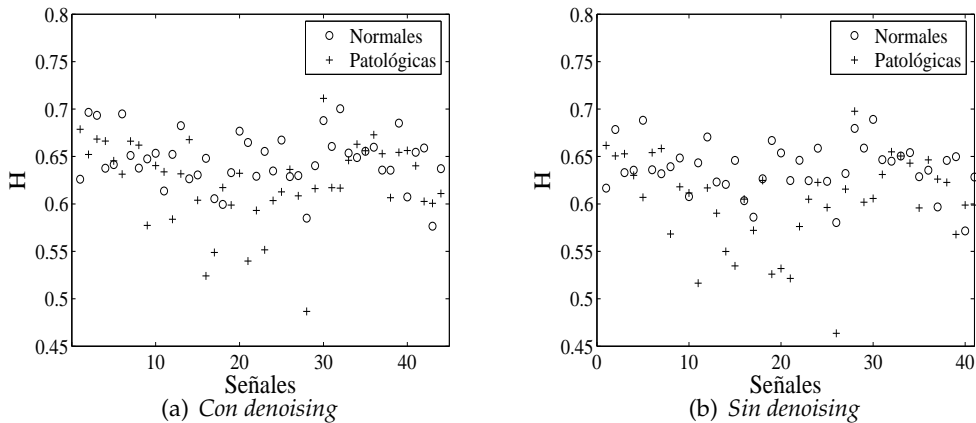 0.8
0.75
0.7
0.65
0.6
0.55
0.5
0.45
H
10 20 30 40
Señales
Normales
Patológicas
(a) Con denoising
0.8
0.75
0.7
0.65
0.6
0.55
0.5
0.45
H
0 10 20 30 40
Señales
Normales
Patológicas
(b) Sin denoising